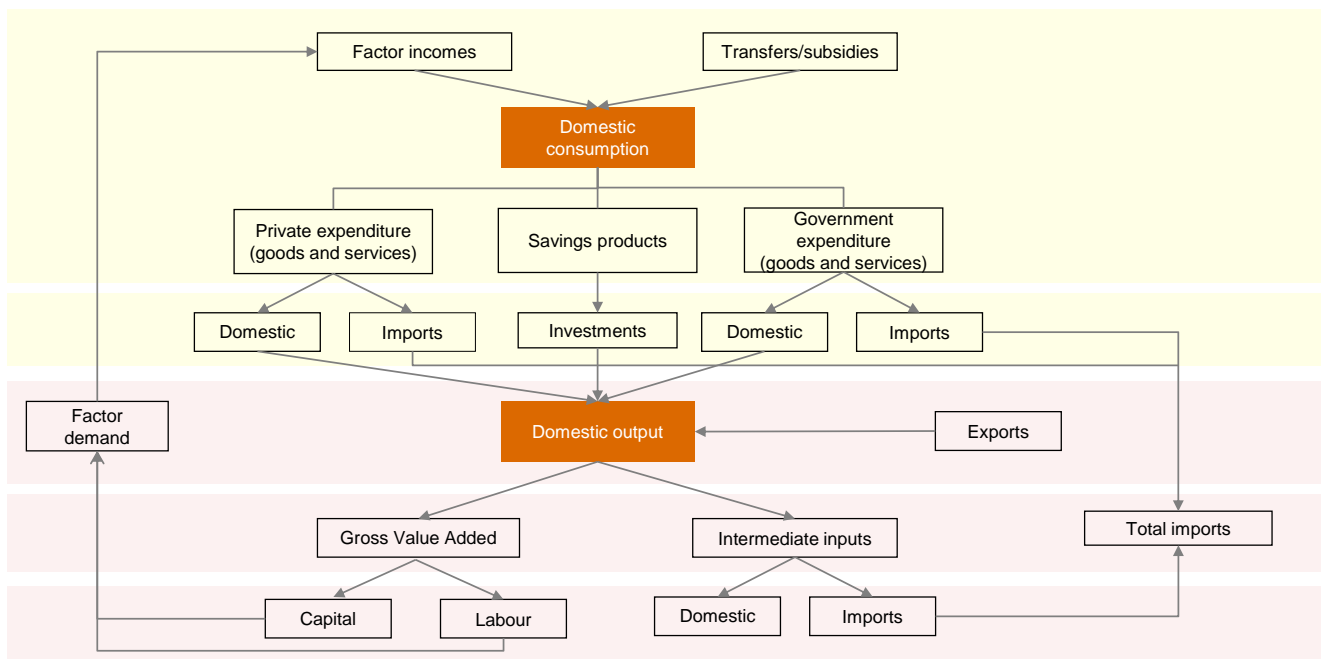 Factor incomes
Transfers/subsidies
Domestic
consumption
Private expenditure
(goods and services)
Savings products
Government
expenditure
(goods and services)
Domestic
Imports
Investments
Domestic
Imports
Factor
demand
Domestic output
Exports
Gross Value Added
Intermediate inputs
Total imports
Capital
Labour
Domestic
Imports